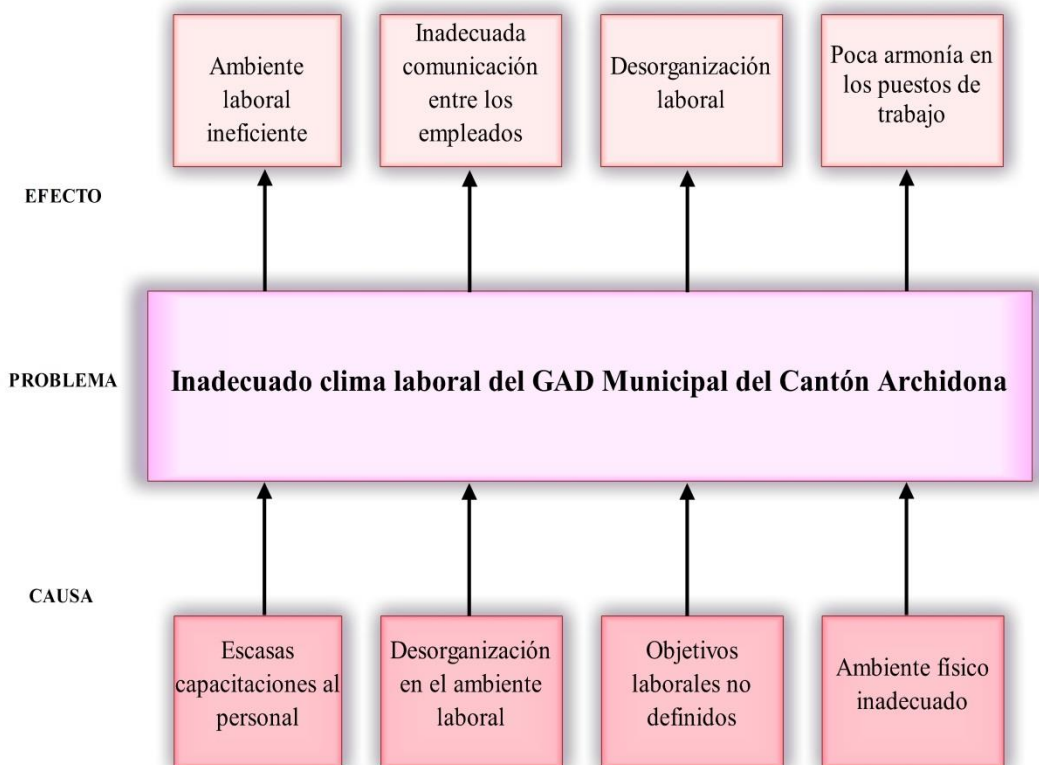 Ambiente
laboral
ineficiente
Inadecuada
comunicación
entre los
empleados
Desorganización
laboral
Poca armonía en
los puestos de
trabajo
EFECTO
PROBLEMA
Inadecuado clima laboral del GAD Municipal del Cantón Archidona
CAUSA
Escasas
capacitaciones al
personal
Desorganización
en el ambiente
laboral
Objetivos
laborales no
definidos
Ambiente físico
inadecuado